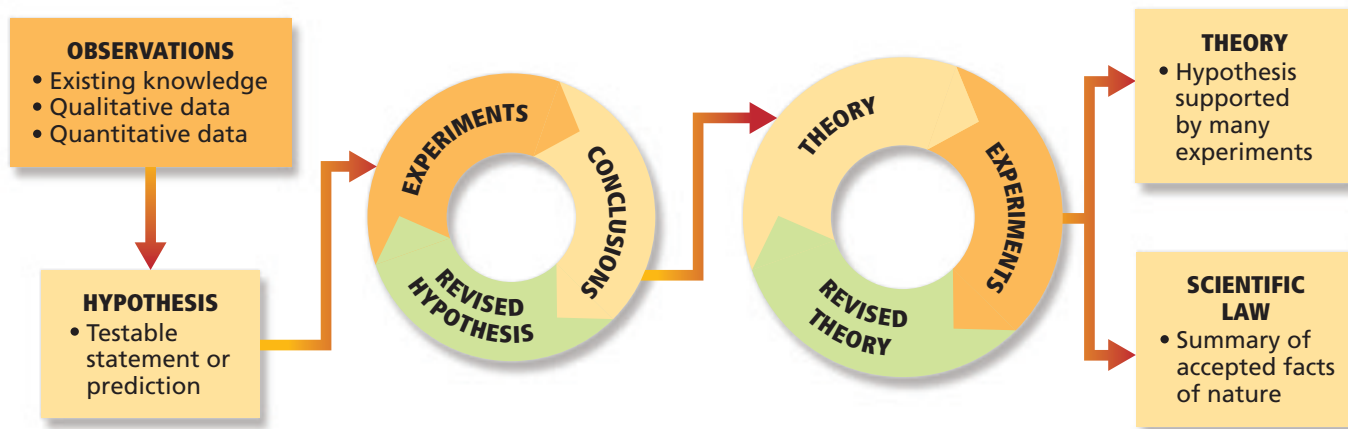 OBSERVATIONS
• Existing knowledge
• Qualitative data
• Quantitative data
HYPOTHESIS
• Testable
statement or
prediction
EXPERIMENTS
CONCLUSIONS
REVISED
HYPOTHESIS
THEORY
EXPERIMENTS
REVISED
THEORY
THEORY
• Hypothesis
supported
by many
experiments
SCIENTIFIC
LAW
• Summary of
accepted facts
of nature